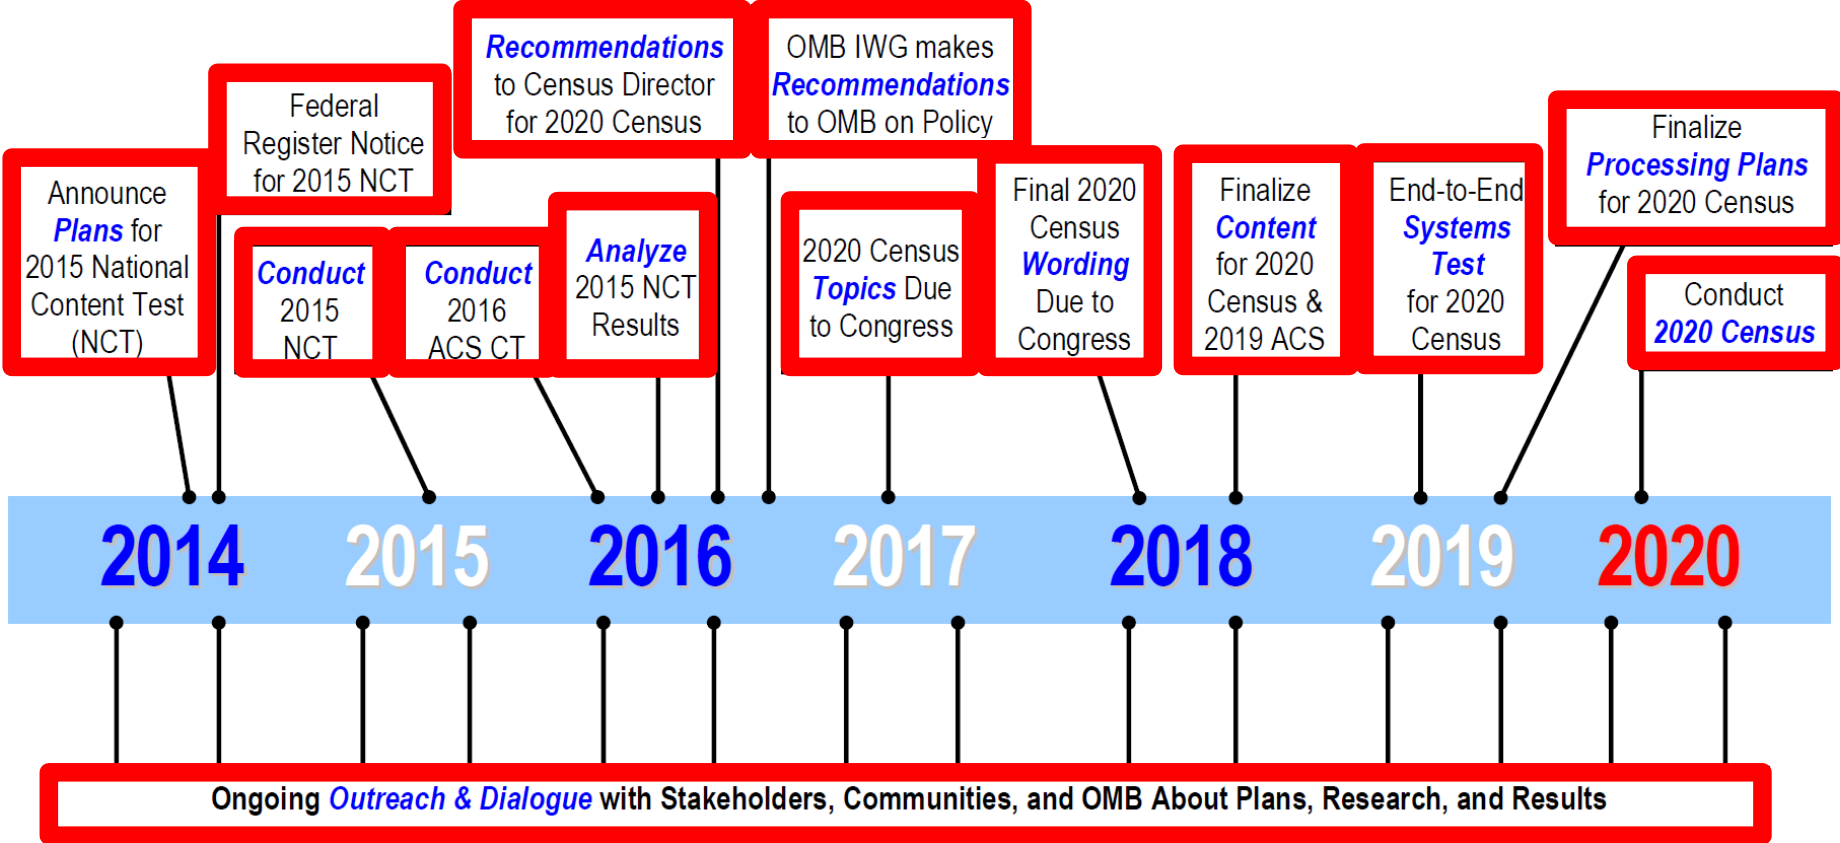 Announce
Plans for
2015 National
Content Test
(NCT)
Federal
Register Notice
for 2015 NCT
Conduct
2015
NCT
Conduct
2016
ACS CT
Recommendations
to Census Director
for 2020 Census
Analyze
2015 NCT
Results
OMB IWG makes
Recommendations
to OMB on Policy
2020 Census
Topics Due
to Congress
Final 2020
Census
Wording
Due to
Congress
Finalize
Content
for 2020
Census &
2019 ACS
End-to-End
Systems
Test
for 2020
Census
Finalize
Processing Plans
for 2020 Census
Conduct
2020 Census
2014 2015 2016 2017 2018 2019 2020
Ongoing Outreach & Dialogue with Stakeholders, Communities, and OMB About Plans, Research, and Results